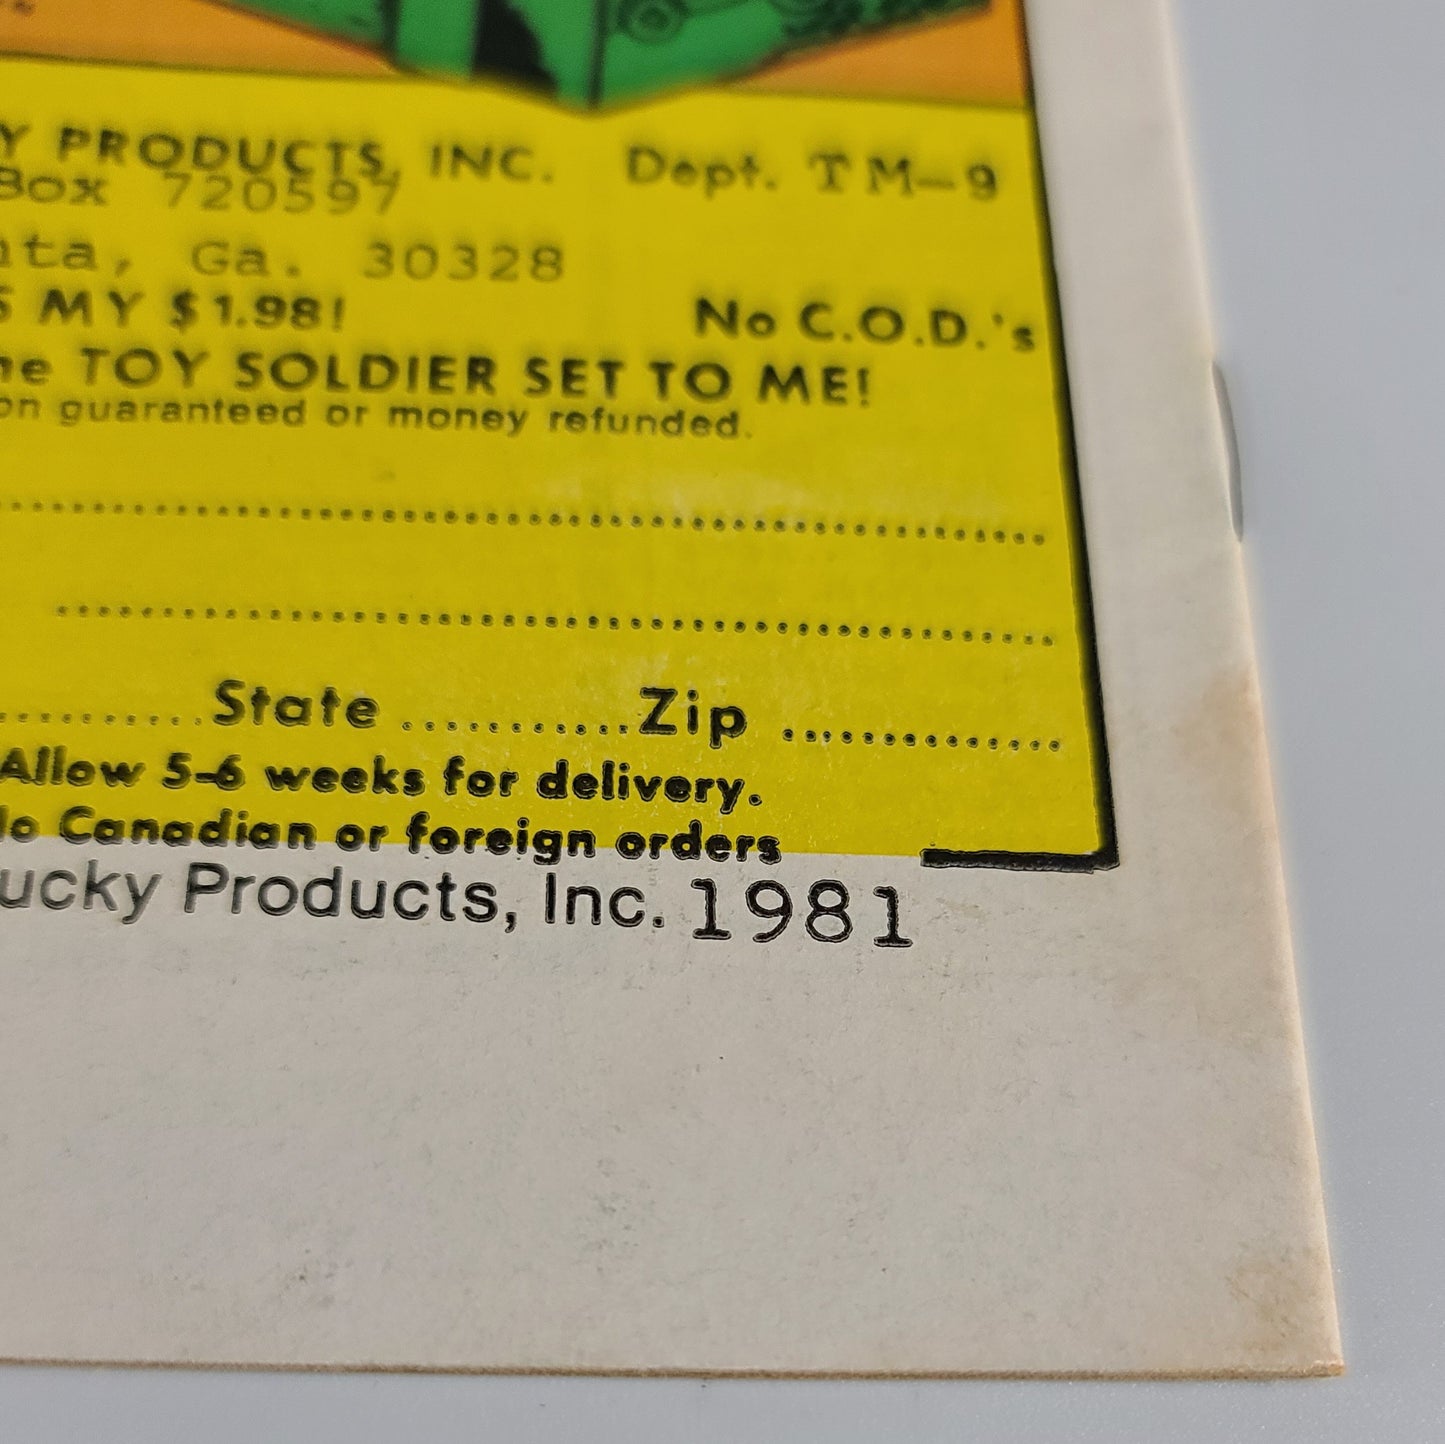 Y PRODUCTS, INC. Dept. TM-9
Box 720597
nta, Ga. 30328
S MY $1.98! No C.O.D.'s
he TOY SOLDIER SET TO ME!
on guaranteed or money refunded.
State Zip
Allow 5-6 weeks for delivery.
No Canadian or foreign orders
ucky Products, Inc. 1981